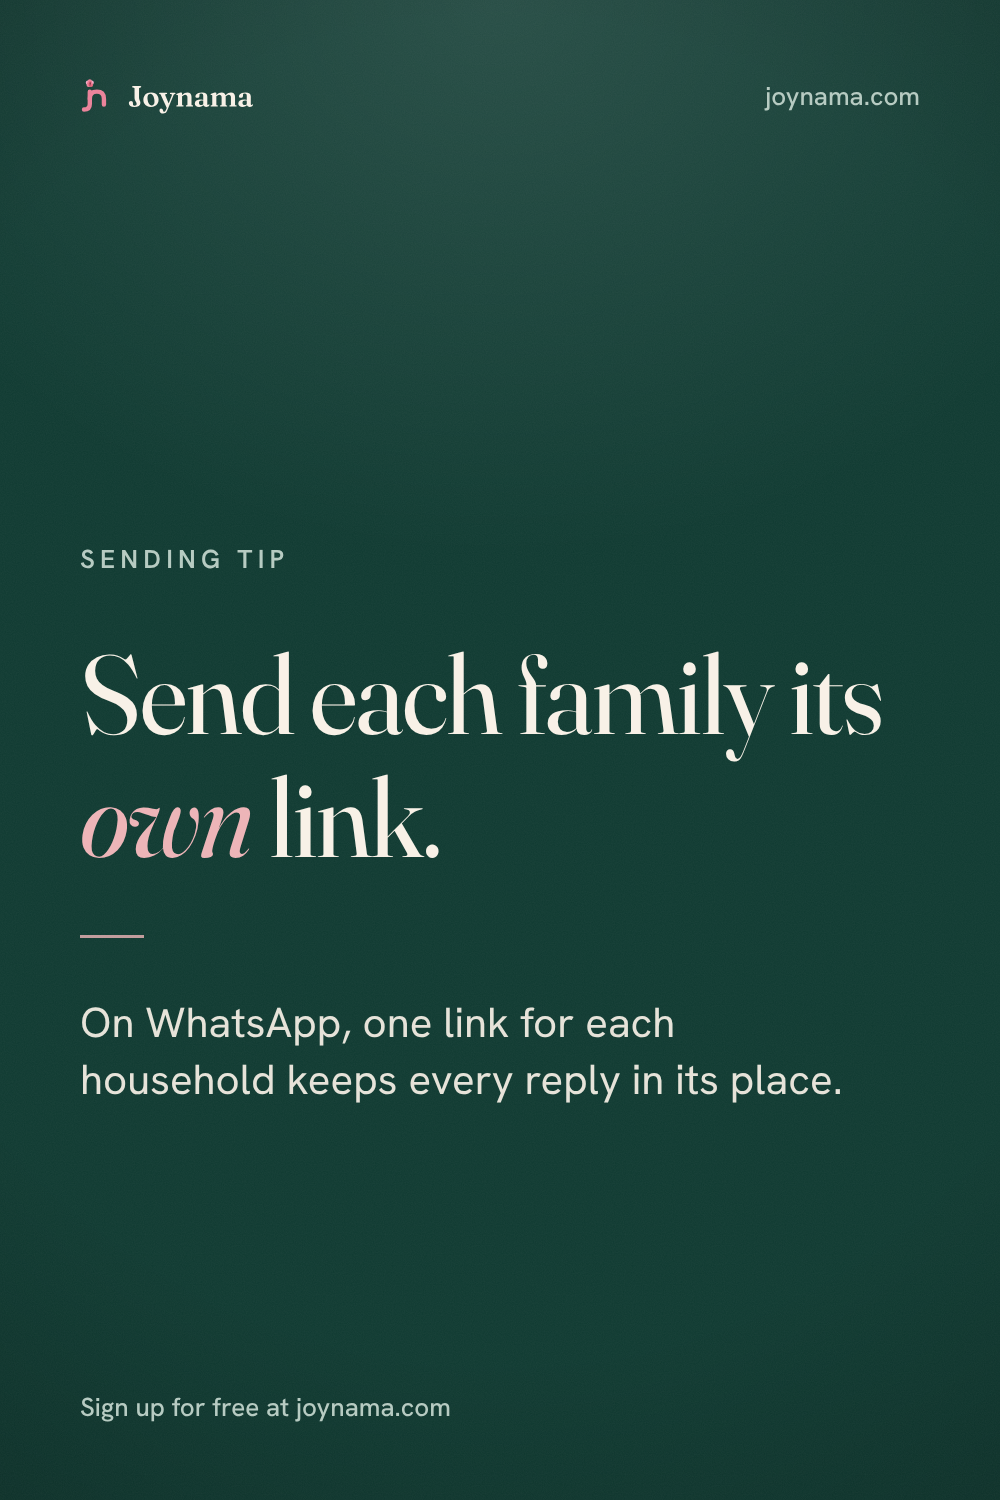 Joynama
joynama.com
SENDING TIP
Send each family its
own link.
On WhatsApp, one link for each
household keeps every reply in its place.
Sign up for free at joynama.com